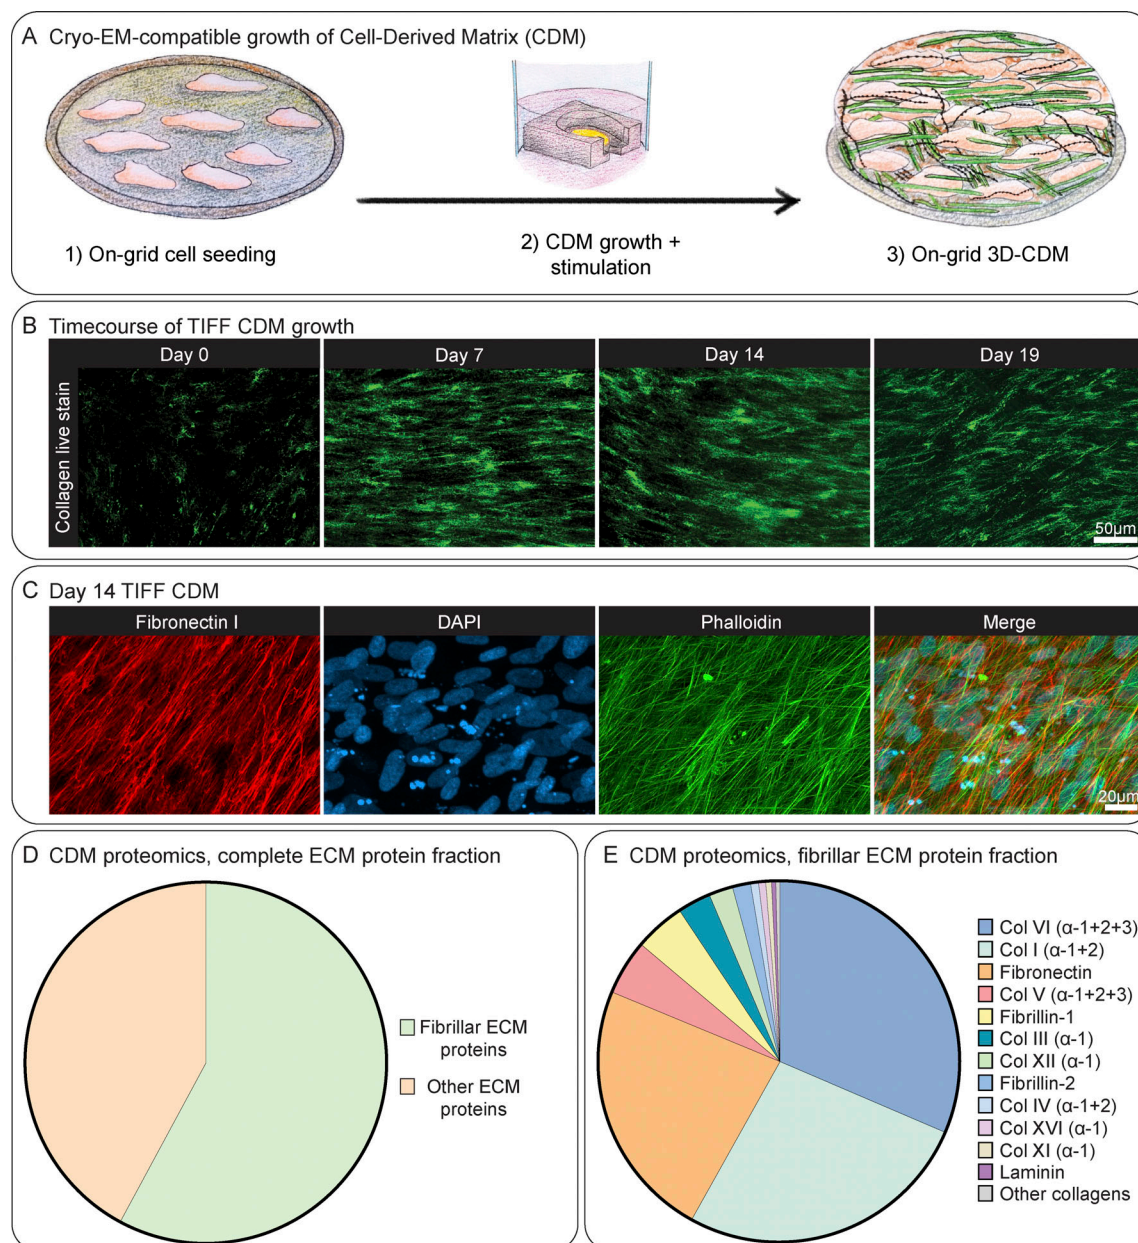 A Cryo-EM-compatible growth of Cell-Derived Matrix (CDM)
1) On-grid cell seeding
2) CDM growth +
stimulation
3) On-grid 3D-CDM
B Timecourse of TIFF CDM growth
Collagen live stain
Day 0
Day 7
Day 14
Day 19
50µm
C Day 14 TIFF CDM
Fibronectin I
DAPI
Phalloidin
Merge
20µm
D CDM proteomics, complete ECM protein fraction
Fibrillar ECM
proteins
Other ECM
proteins
E CDM proteomics, fibrillar ECM protein fraction
Col VI (α-1+2+3)
Col I (α-1+2)
Fibronectin
Col V (α-1+2+3)
Fibrillin-1
Col III (α-1)
Col XII (α-1)
Fibrillin-2
Col IV (α-1+2)
Col XVI (α-1)
Col XI (α-1)
Laminin
Other collagens